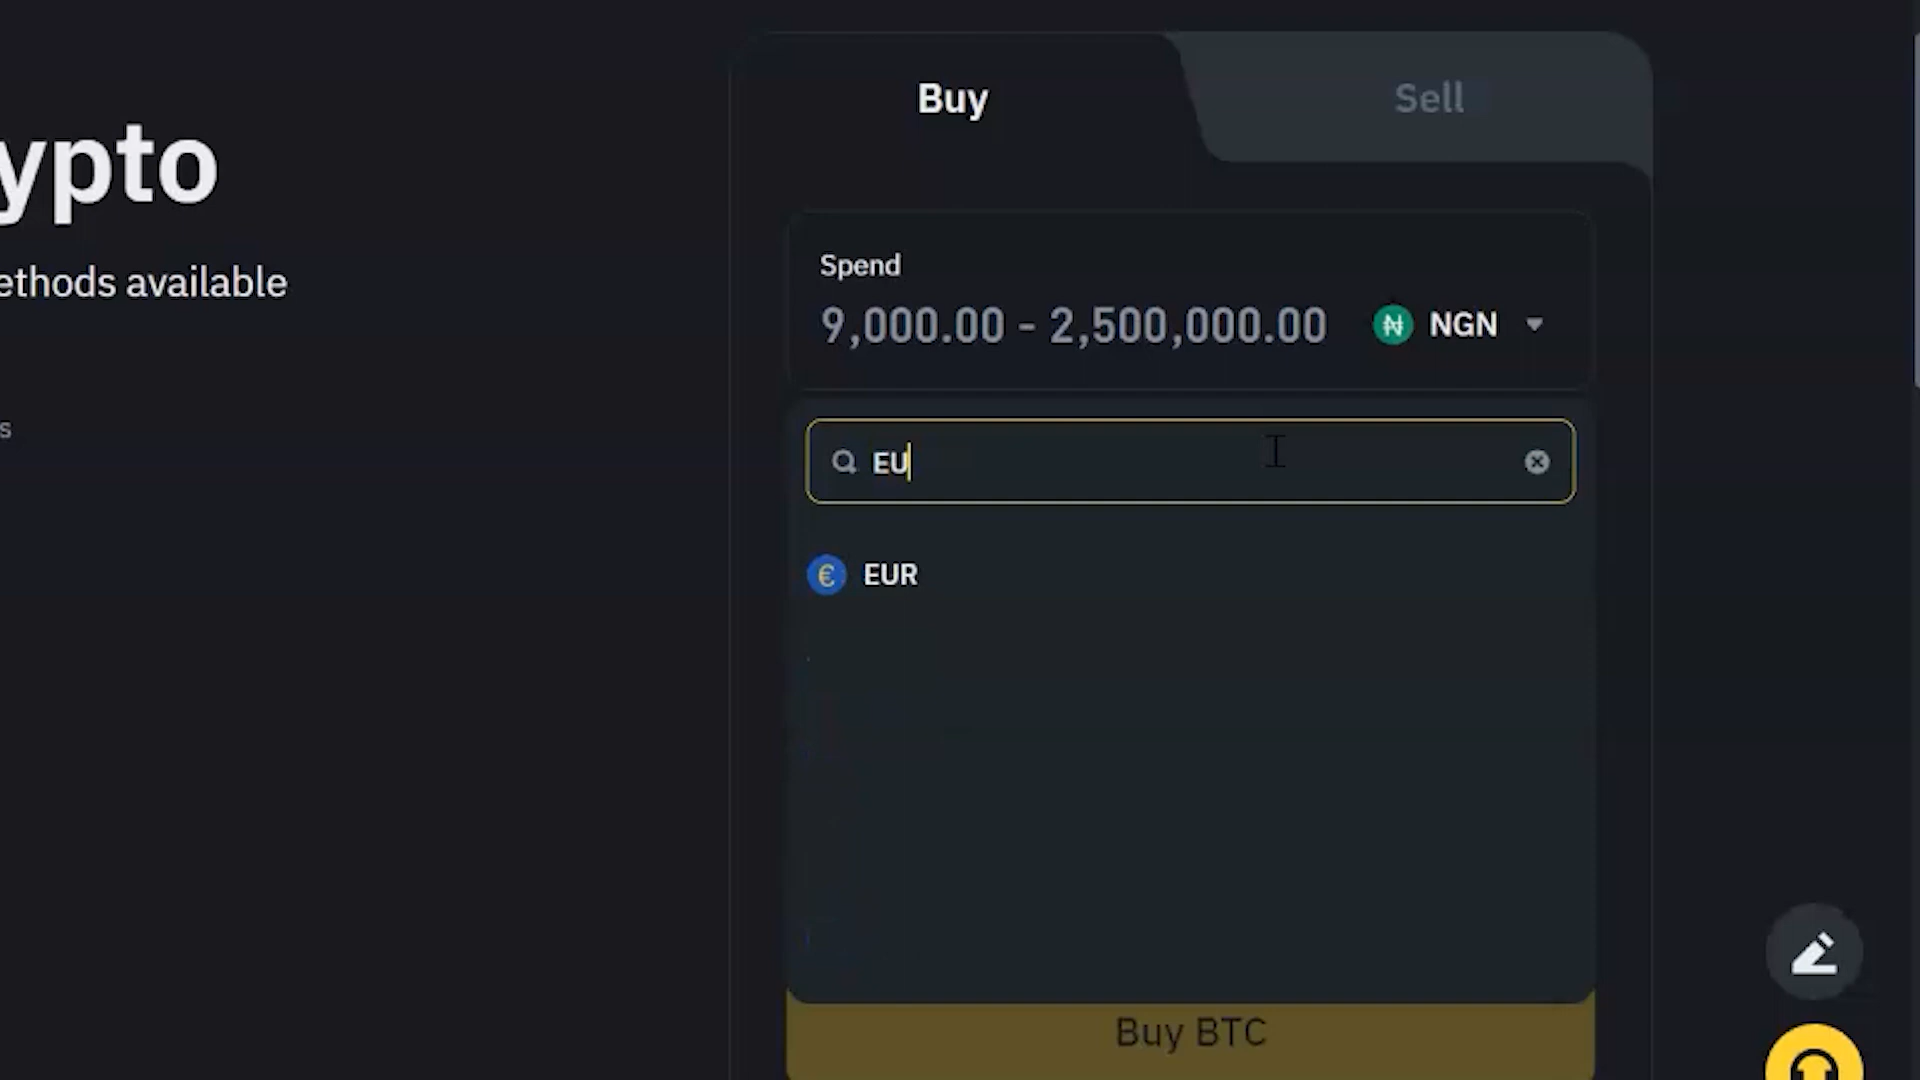 Buy
Sell
ypto
ethods available
s
Spend
9,000.00 - 2,500,000.00
NGN
EU
EUR
Buy BTC